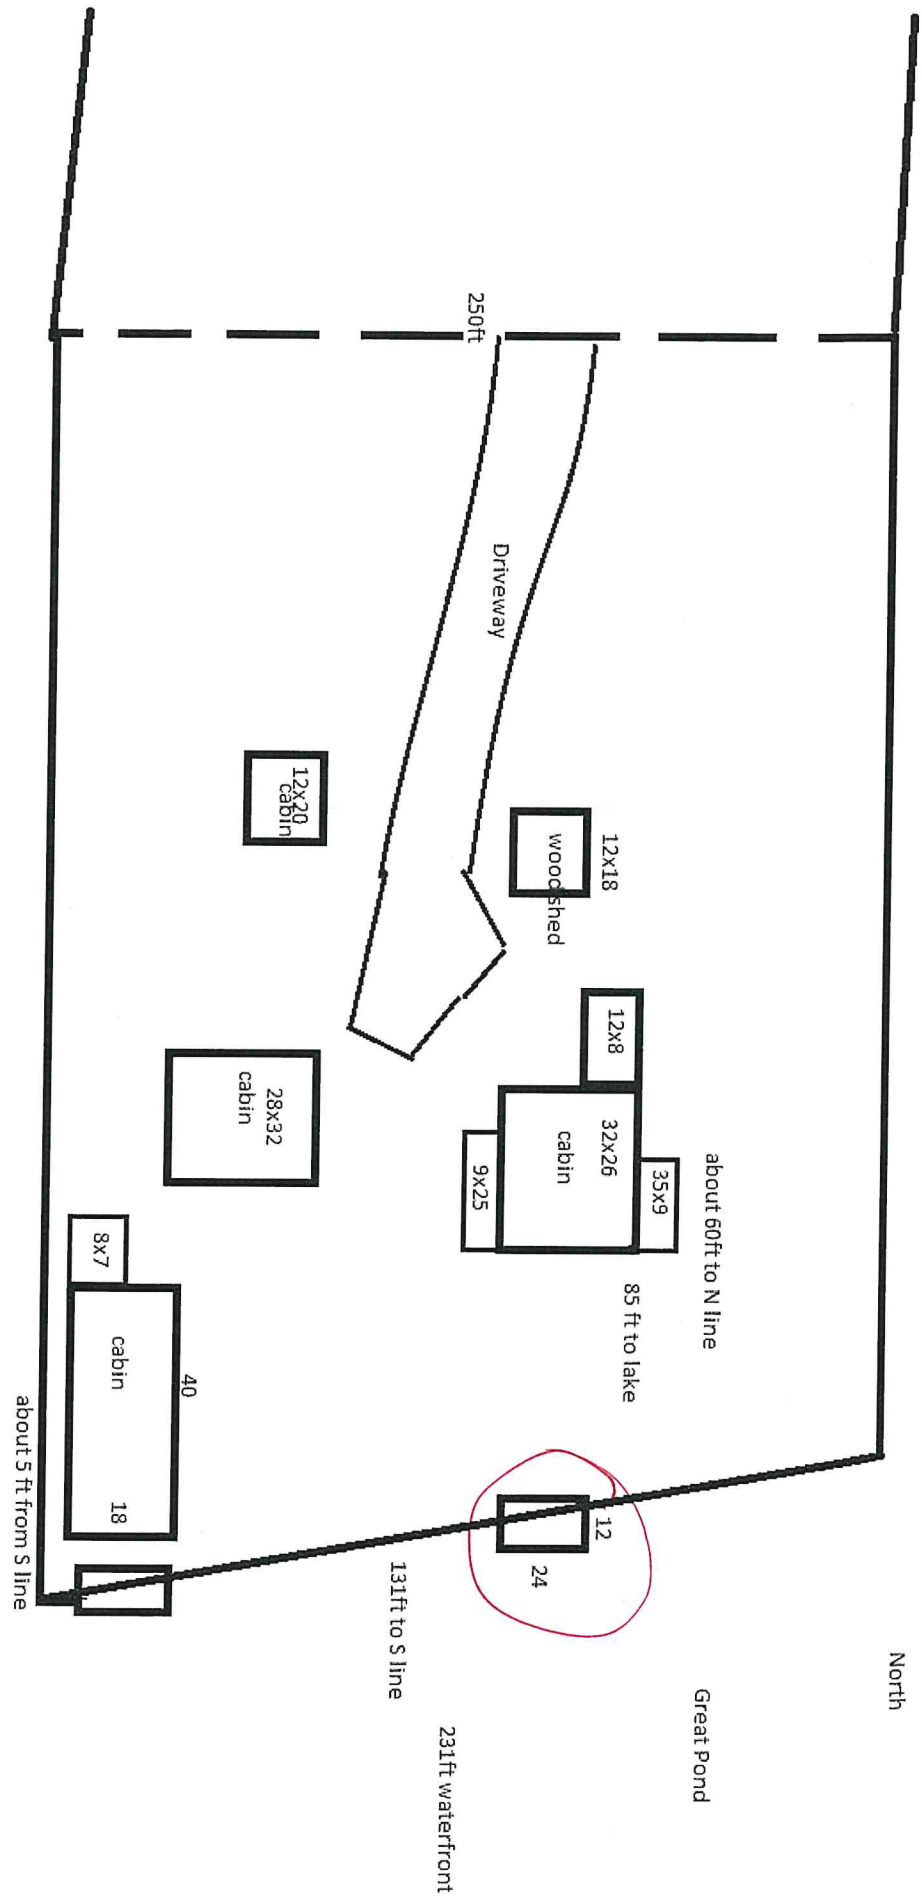 North
Great Pond
231ft waterfront
131ft to S line
12
24
about 60ft to N line
85 ft to lake
35x9
32x26
cabin
9x25
12x8
12x18
woodshed
Driveway
250ft
12x20
cabin
28x32
cabin
8x7
cabin
40
18
about 5 ft from S line